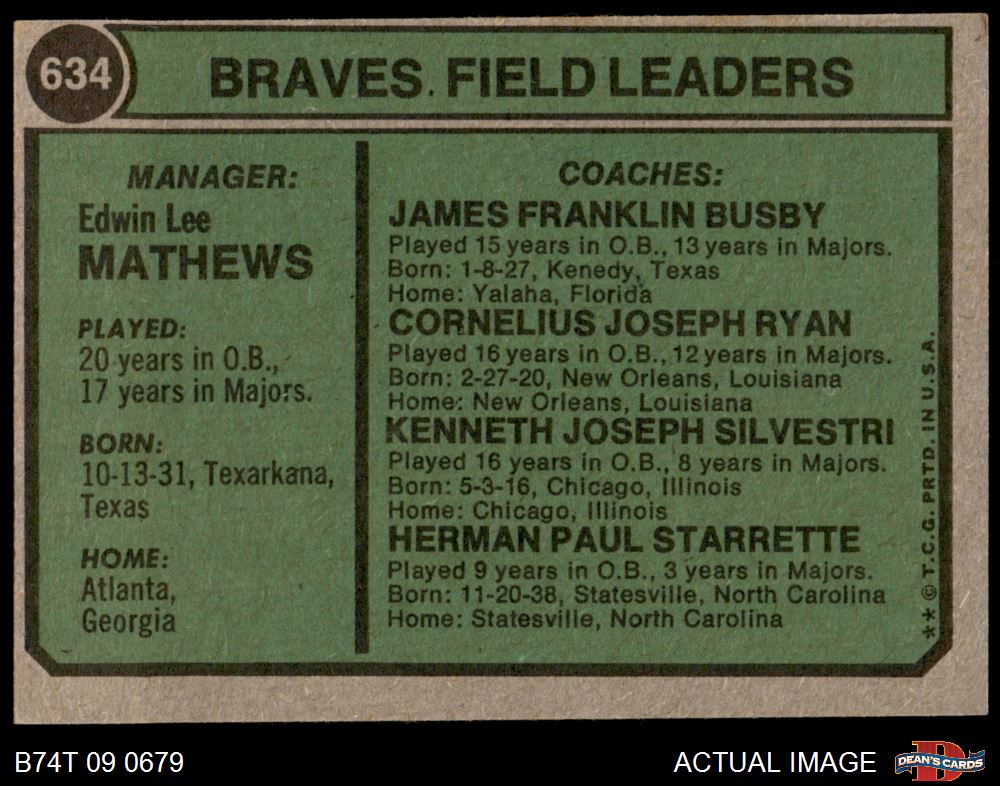 634
BRAVES FIELD LEADERS
MANAGER:
Edwin Lee
MATHEWS
PLAYED:
20 years in O.B.,
17 years in Majors.
BORN:
10-13-31, Texarkana,
Texas
HOME:
Atlanta,
Georgia
COACHES:
JAMES FRANKLIN BUSBY
Played 15 years in O.B., 13 years in Majors.
Born: 1-8-27, Kenedy, Texas
Home: Yalaha, Florida
CORNELIUS JOSEPH RYAN
Played 16 years in O.B., 12 years in Majors.
Born: 2-27-20, New Orleans, Louisiana
Home: New Orleans, Louisiana
KENNETH JOSEPH SILVESTRI
Played 16 years in O.B., 8 years in Majors.
Born: 5-3-16, Chicago, Illinois
Home: Chicago, Illinois
HERMAN PAUL STARRETTE
Played 9 years in O.B., 3 years in Majors.
Born: 11-20-38, Statesville, North Carolina
Home: Statesville, North Carolina
** © T.C.G. PRTD. IN U.S.A.
B74T 09 0679
ACTUAL IMAGE
D
DEAN'S CARDS